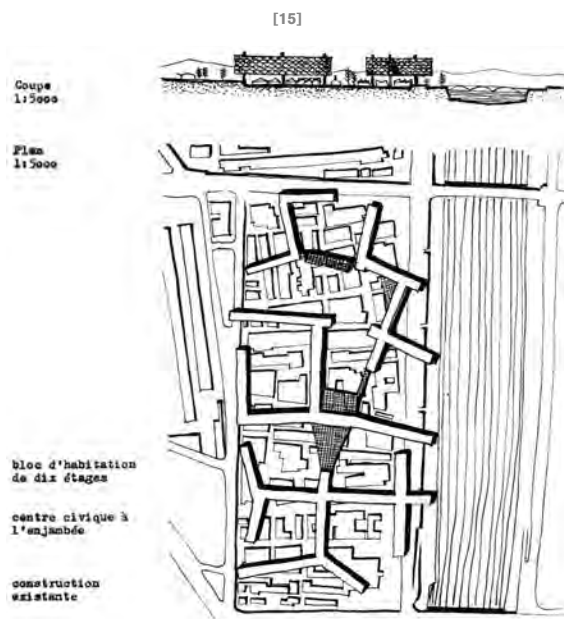 [15]
Coupe
1:5000
Plan
1:5000
bloc d'habitation
de dix étages
centre civique à
l'enjambée
construction
existante